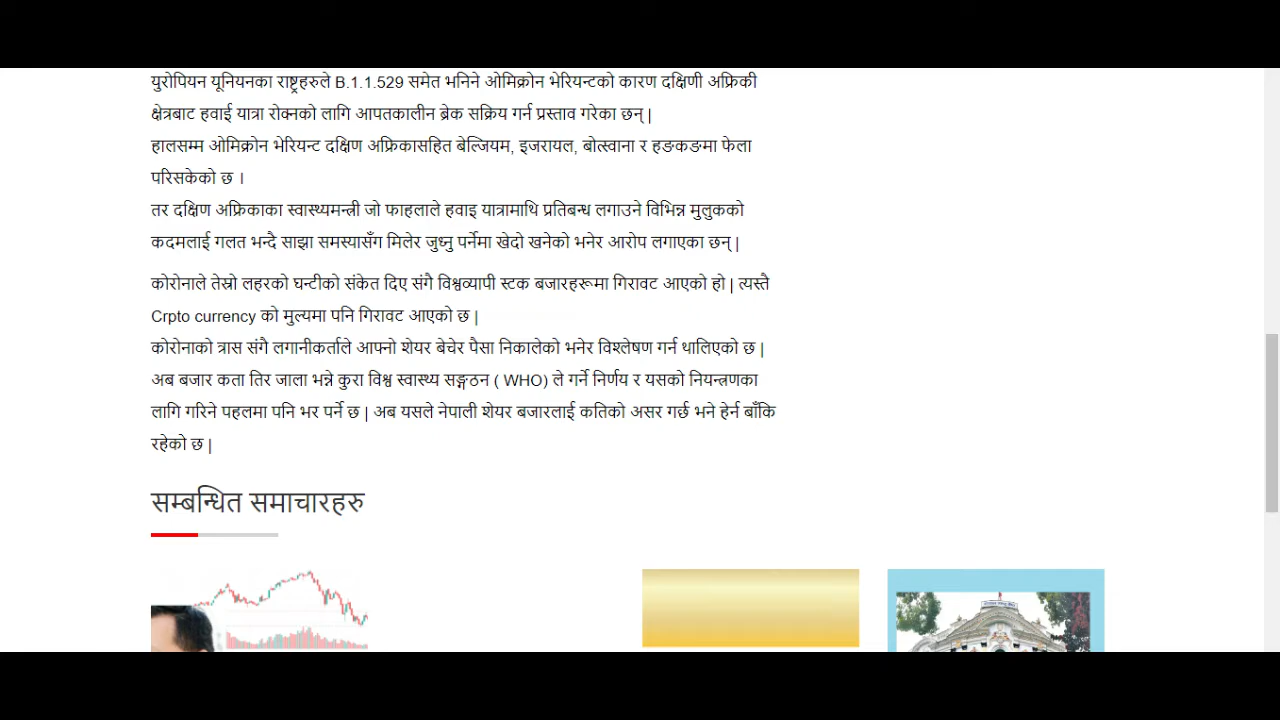 युरोपियन यूनियनका राष्ट्रहरुले B.1.1.529 समेत भनिने ओमिक्रोन भेरियन्टको कारण दक्षिणी अफ्रिकी
क्षेत्रबाट हवाई यात्रा रोक्नको लागि आपतकालीन ब्रेक सक्रिय गर्न प्रस्ताव गरेका छन् |
हालसम्म ओमिक्रोन भेरियन्ट दक्षिण अफ्रिकासहित बेल्जियम, इजरायल, बोत्स्वाना र हङकङमा फेला
परिसकेको छ ।
तर दक्षिण अफ्रिकाका स्वास्थ्यमन्त्री जो फाहलाले हवाइ यात्रामाथि प्रतिबन्ध लगाउने विभिन्न मुलुकको
कदमलाई गलत भन्दै साझा समस्यासँग मिलेर जुध्नु पर्नेमा खेदो खनेको भनेर आरोप लगाएका छन् |
कोरोनाले तेस्रो लहरको घन्टीको संकेत दिए संगै विश्वव्यापी स्टक बजारहरूमा गिरावट आएको हो | त्यस्तै
Crpto currency को मुल्यमा पनि गिरावट आएको छ |
कोरोनाको त्रास संगै लगानीकर्ताले आफ्नो शेयर बेचेर पैसा निकालेको भनेर विश्लेषण गर्न थालिएको छ |
अब बजार कता तिर जाला भन्ने कुरा विश्व स्वास्थ्य सङ्गठन ( WHO) ले गर्ने निर्णय र यसको नियन्त्रणका
लागि गरिने पहलमा पनि भर पर्ने छ | अब यसले नेपाली शेयर बजारलाई कतिको असर गर्छ भने हेर्न बाँकि
रहेको छ |
सम्बन्धित समाचारहरु